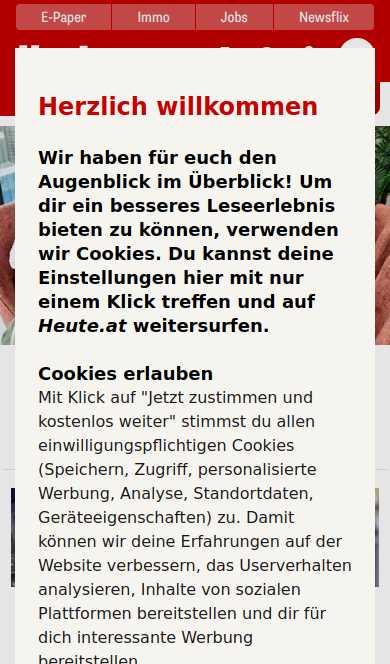 E-Paper Immo Jobs Newsflix
Herzlich willkommen
Wir haben für euch den
Augenblick im Überblick! Um
dir ein besseres Leseerlebnis
bieten zu können, verwenden
wir Cookies. Du kannst deine
Einstellungen hier mit nur
einem Klick treffen und auf
Heute.at weitersurfen.
Cookies erlauben
Mit Klick auf "Jetzt zustimmen und
kostenlos weiter" stimmst du allen
einwilligungspflichtigen Cookies
(Speichern, Zugriff, personalisierte
Werbung, Analyse, Standortdaten,
Geräteeigenschaften) zu. Damit
können wir deine Erfahrungen auf der
Website verbessern, das Userverhalten
analysieren, Inhalte von sozialen
Plattformen bereitstellen und dir für
dich interessante Werbung
bereitstellen